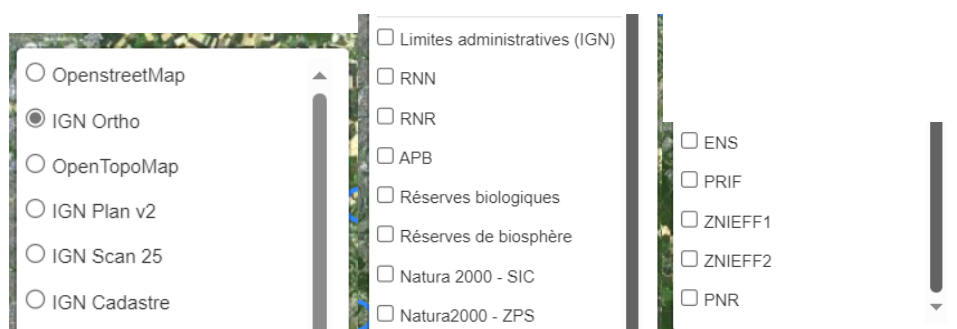 OpenstreetMap
IGN Ortho
OpenTopoMap
IGN Plan v2
IGN Scan 25
IGN Cadastre
Limites administratives (IGN)
RNN
RNR
APB
Réserves biologiques
Réserves de biosphère
Natura 2000 - SIC
Natura2000 - ZPS
ENS
PRIF
ZNIEFF1
ZNIEFF2
PNR